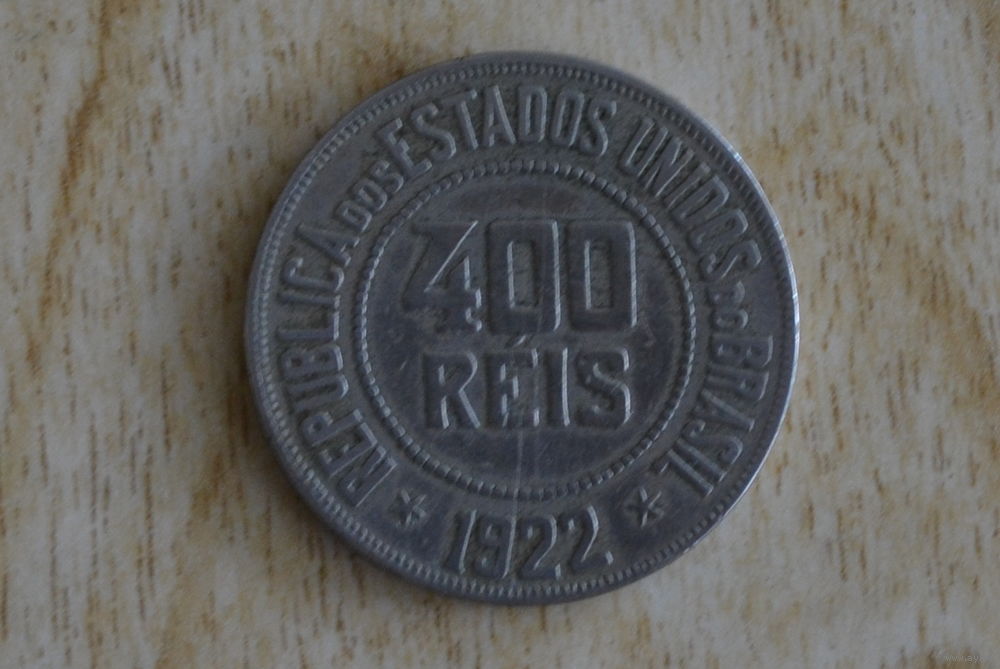 REPUBLICA DOS ESTADOS UNIDOS DO BRASIL
400
RÉIS
★ 1922 ★